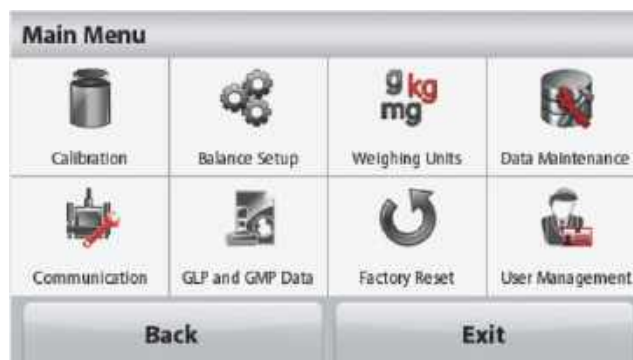 Main Menu
g kg
mg
Calibration
Balance Setup
Weighing Units
Data Maintenance
Communication
GLP and GMP Data
Factory Reset
User Management
Back
Exit